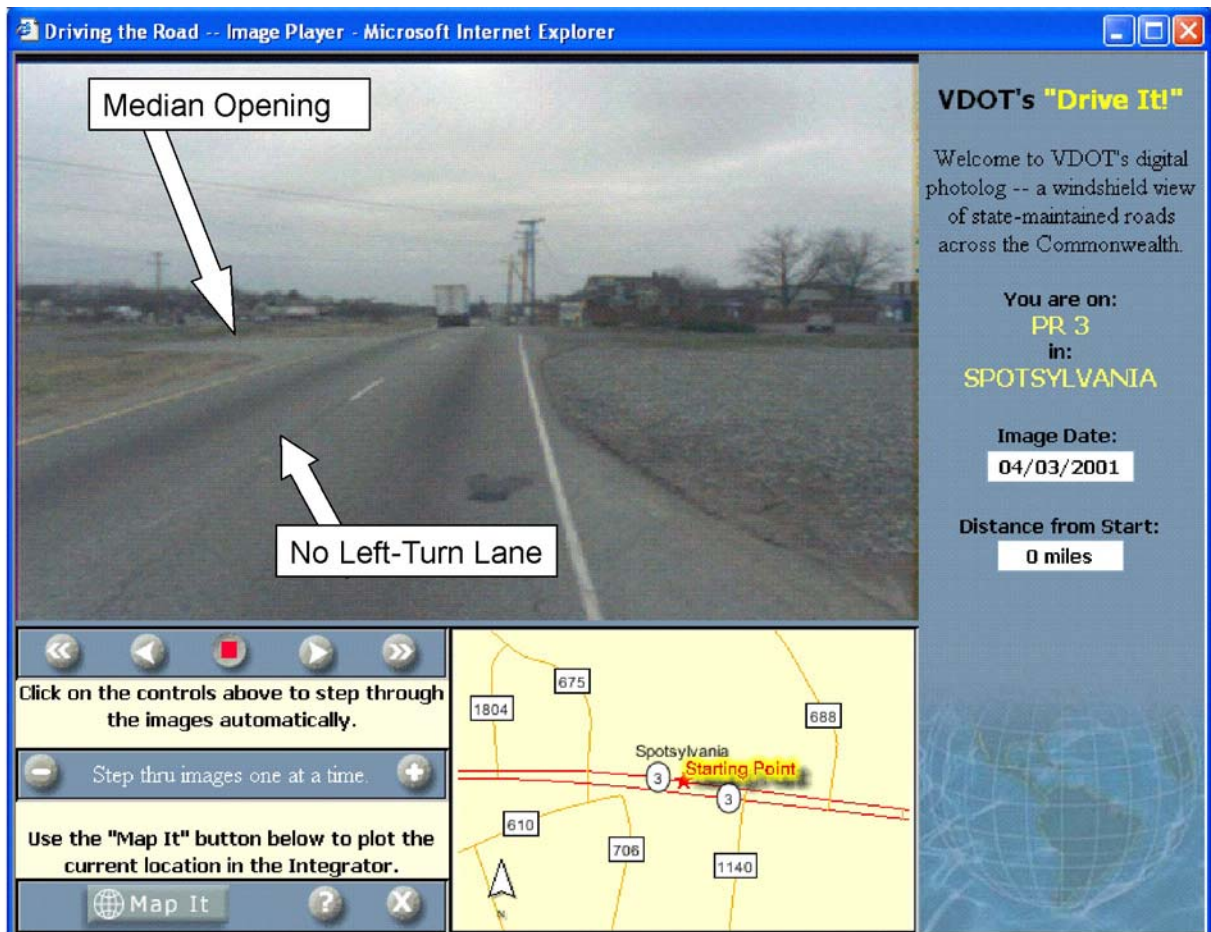 Driving the Road -- Image Player - Microsoft Internet Explorer
Median Opening
No Left-Turn Lane
VDOT's "Drive It!"
Welcome to VDOT's digital
photolog -- a windshield view
of state-maintained roads
across the Commonwealth.
You are on:
PR 3
in:
SPOTSYLVANIA
Image Date:
04/03/2001
Distance from Start:
0 miles
Click on the controls above to step through
the images automatically.
Step thru images one at a time.
Use the "Map It" button below to plot the
current location in the Integrator.
Map It
?
X
675
1804
688
Spotsylvania
Starting Point
3
3
610
706
1140
N